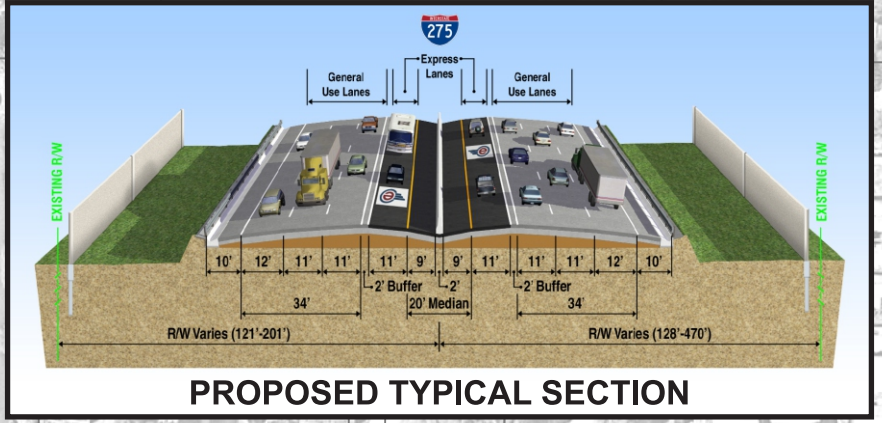 INTERSTATE
275
Express
Lanes
General
Use Lanes
General
Use Lanes
EXISTING R/W
EXISTING R/W
10' 12' 11' 11' 11' 9' 9' 11' 11' 11' 12' 10'
2' Buffer 2' 2' Buffer
34' 20' Median 34'
R/W Varies (121'-201') R/W Varies (128'-470')
PROPOSED TYPICAL SECTION